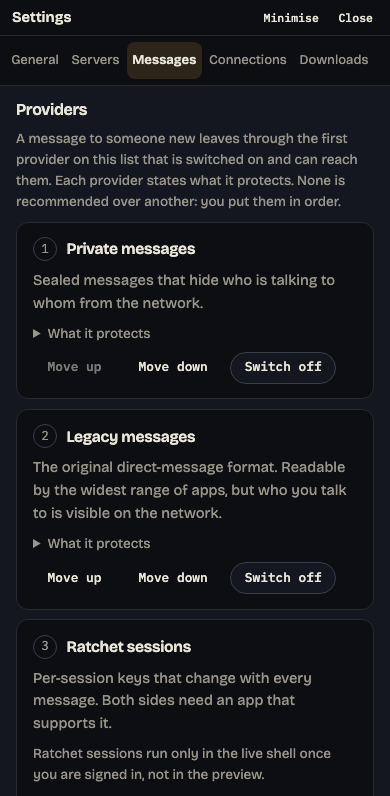 Settings
Minimise
Close
General
Servers
Messages
Connections
Downloads
Providers
A message to someone new leaves through the first
provider on this list that is switched on and can reach
them. Each provider states what it protects. None is
recommended over another: you put them in order.
1 Private messages
Sealed messages that hide who is talking to
whom from the network.
What it protects
Move up
Move down
Switch off
2 Legacy messages
The original direct-message format. Readable
by the widest range of apps, but who you talk
to is visible on the network.
What it protects
Move up
Move down
Switch off
3 Ratchet sessions
Per-session keys that change with every
message. Both sides need an app that
supports it.
Ratchet sessions run only in the live shell once
you are signed in, not in the preview.